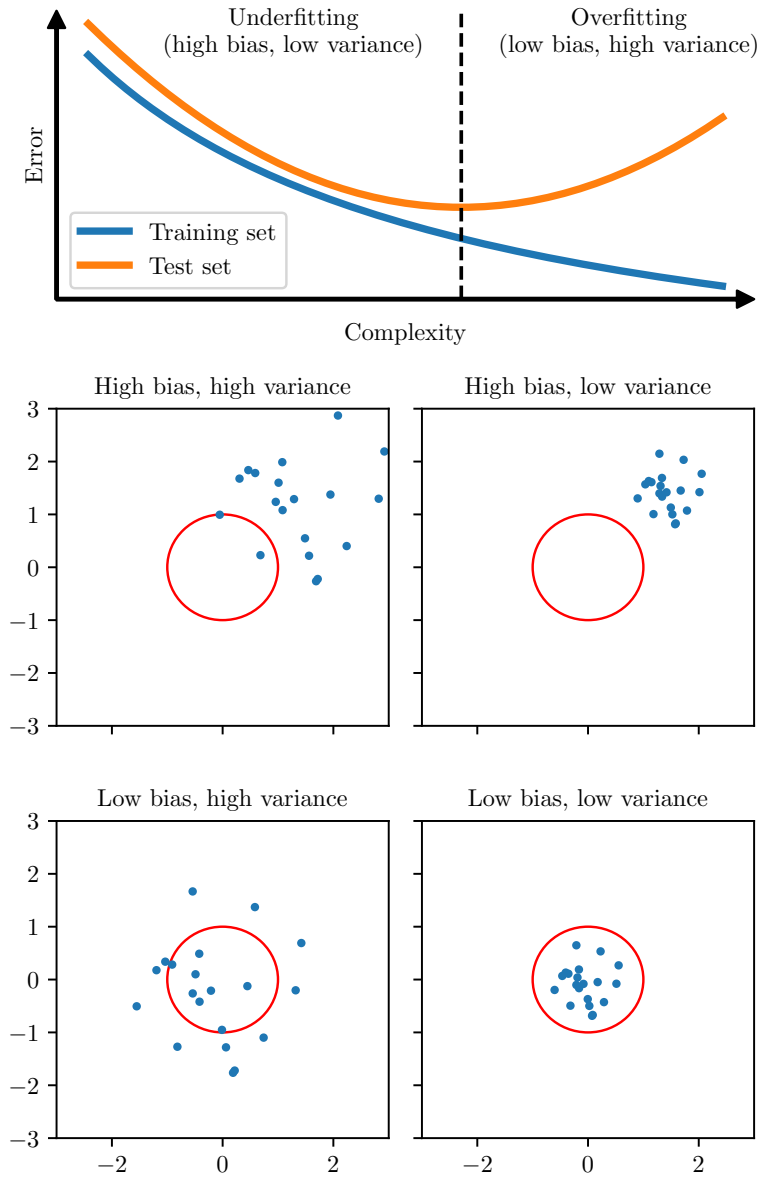 Underfitting
(high bias, low variance)
Overfitting
(low bias, high variance)
Error
Training set
Test set
Complexity
High bias, high variance
High bias, low variance
3
2
1
0
−1
−2
−3
Low bias, high variance
Low bias, low variance
3
2
1
0
−1
−2
−3
−2 0 2
−2 0 2